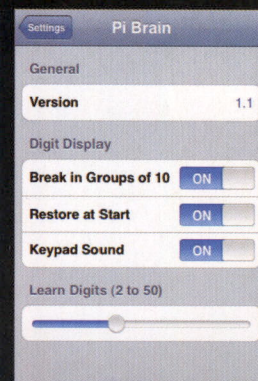 Settings Pi Brain
General
Version 1.1
Digit Display
Break in Groups of 10 ON
Restore at Start ON
Keypad Sound ON
Learn Digits (2 to 50)